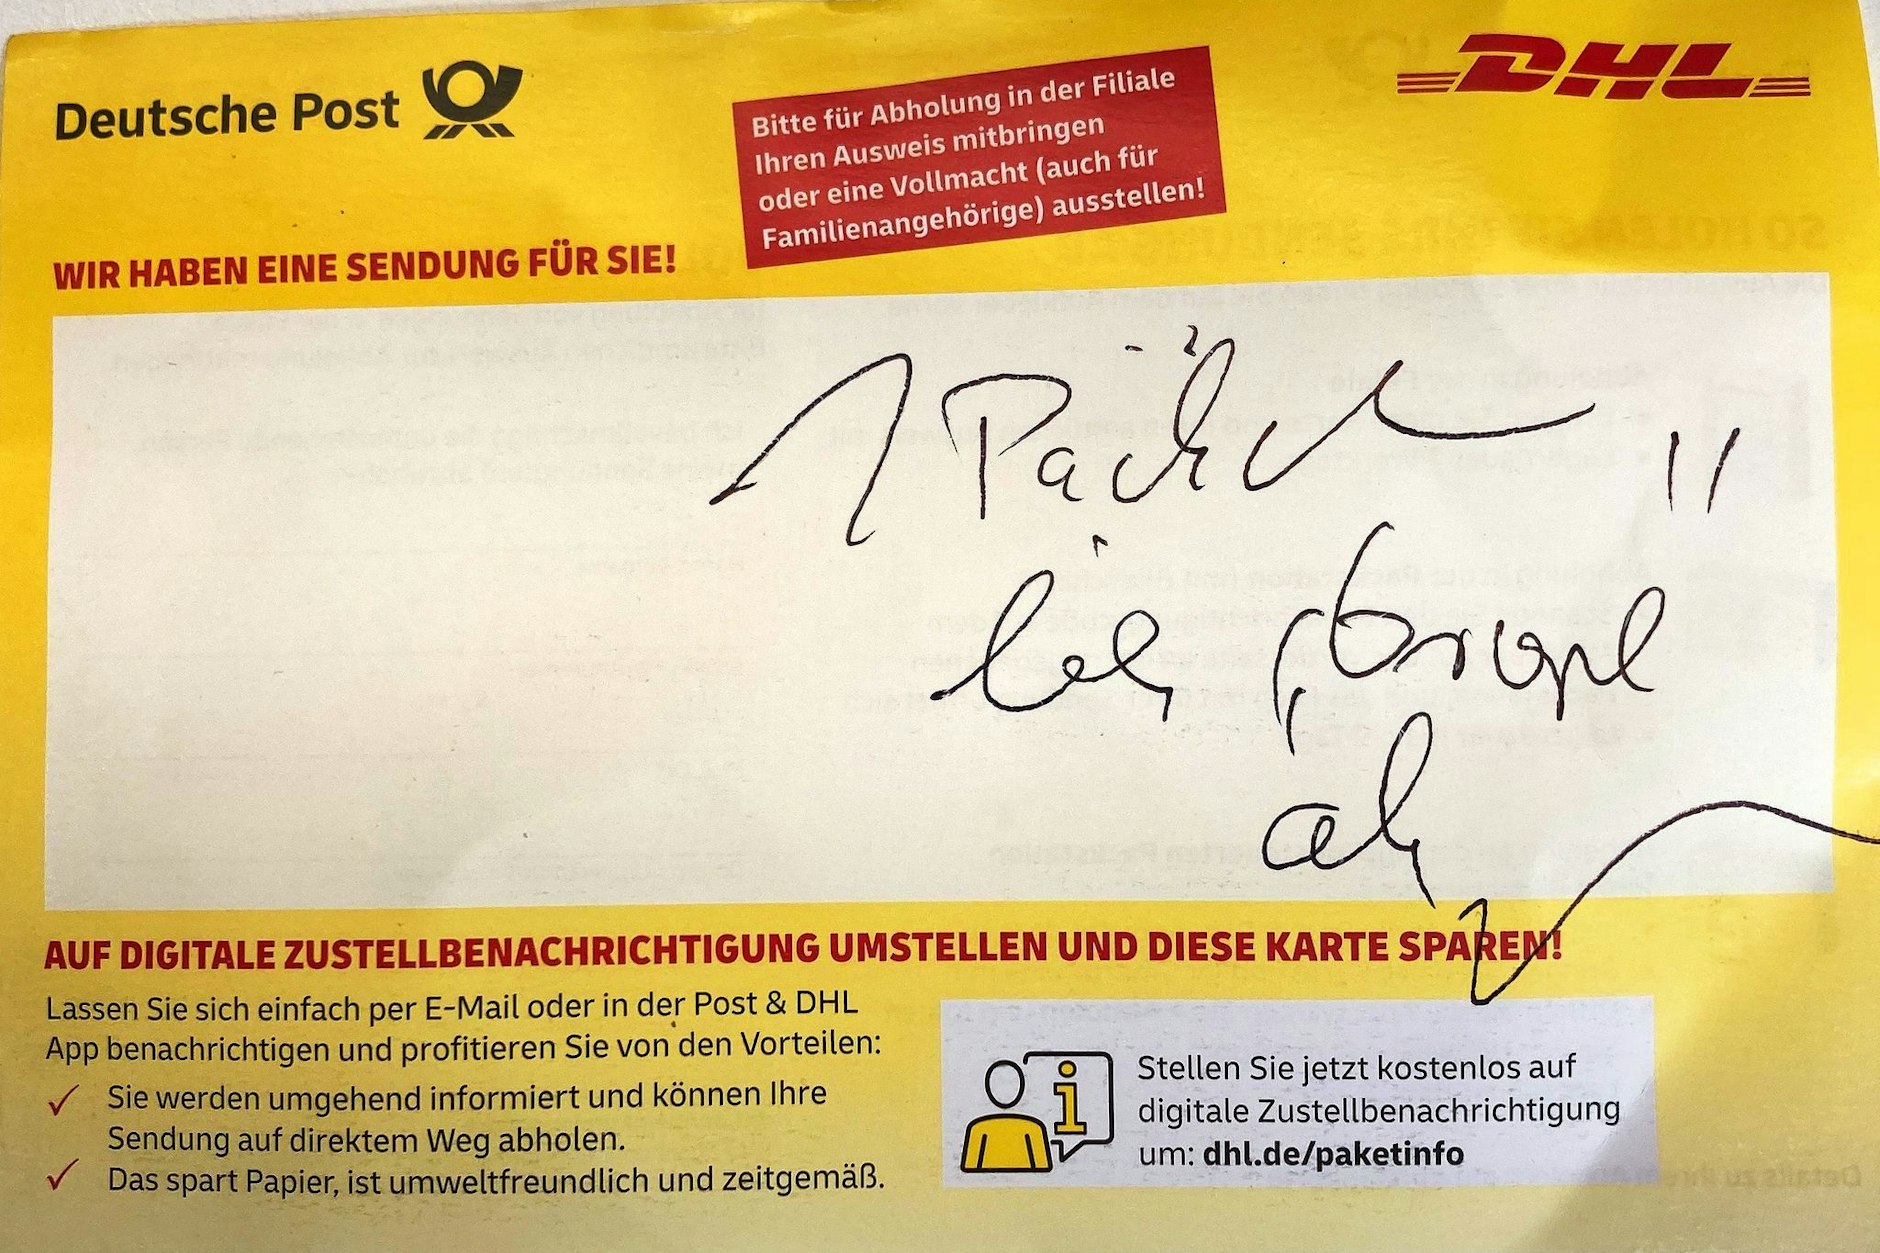 Deutsche Post
DHL
Bitte für Abholung in der Filiale
Ihren Ausweis mitbringen
oder eine Vollmacht (auch für
Familienangehörige) ausstellen!
WIR HABEN EINE SENDUNG FÜR SIE!
1 Päckch "
bei
AUF DIGITALE ZUSTELLBENACHRICHTIGUNG UMSTELLEN UND DIESE KARTE SPAREN!
Lassen Sie sich einfach per E-Mail oder in der Post & DHL
App benachrichtigen und profitieren Sie von den Vorteilen:
Sie werden umgehend informiert und können Ihre
Sendung auf direktem Weg abholen.
Das spart Papier, ist umweltfreundlich und zeitgemäß.
Stellen Sie jetzt kostenlos auf
digitale Zustellbenachrichtigung
um: dhl.de/paketinfo